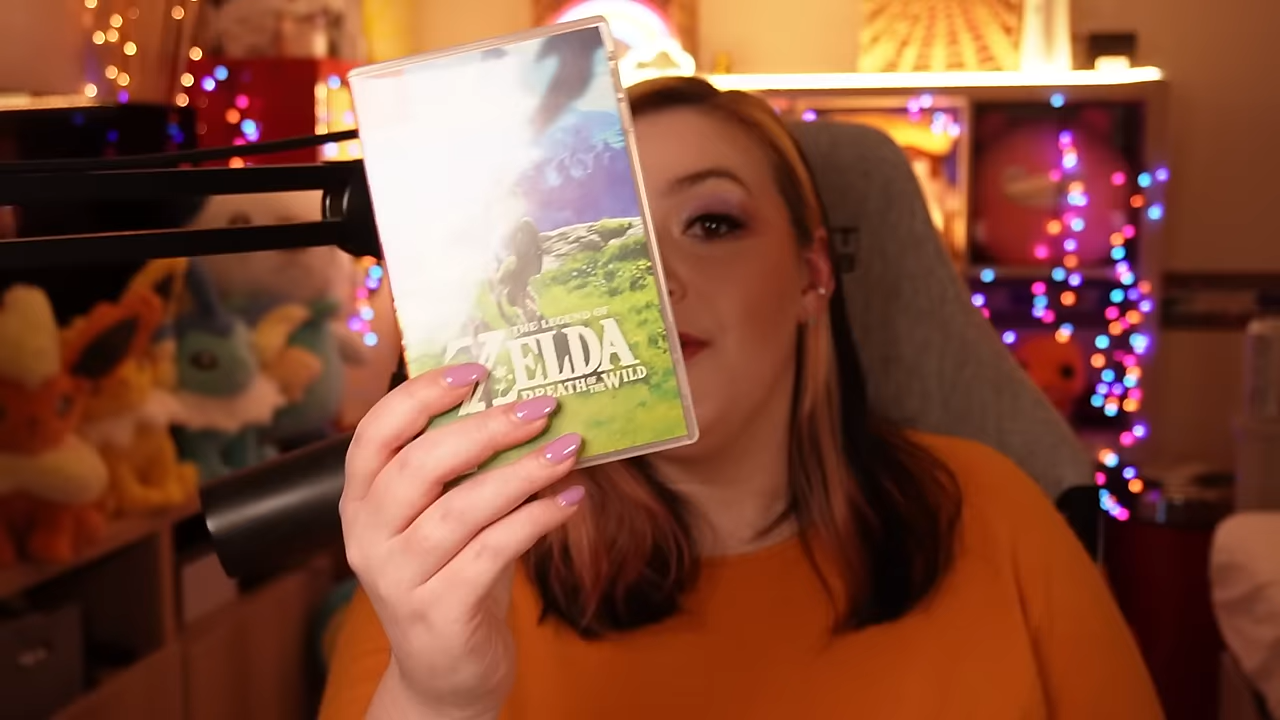 THE LEGEND OF
ZELDA
BREATH OF THE WILD